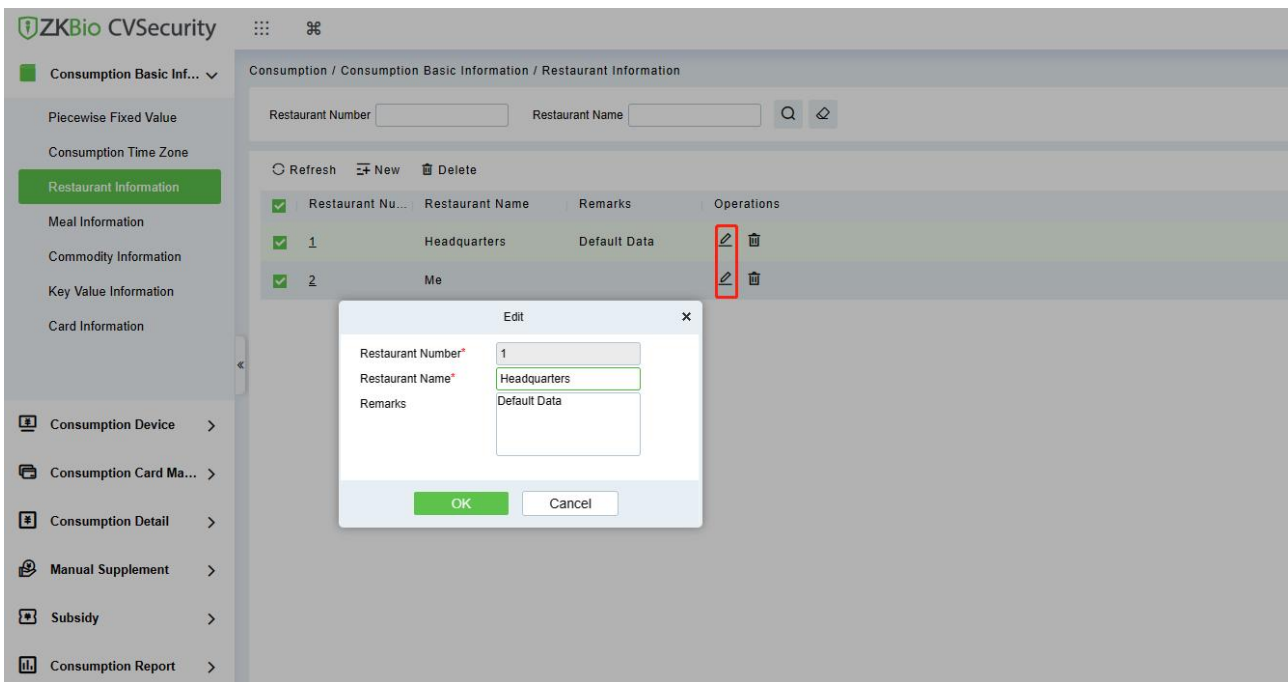 ZKBio CVSecurity
Consumption Basic Inf...
Piecewise Fixed Value
Consumption Time Zone
Restaurant Information
Meal Information
Commodity Information
Key Value Information
Card Information
Consumption Device
Consumption Card Ma...
Consumption Detail
Manual Supplement
Subsidy
Consumption Report
Consumption / Consumption Basic Information / Restaurant Information
Restaurant Number Restaurant Name
Refresh New Delete
Restaurant Nu... Restaurant Name Remarks Operations
1 Headquarters Default Data
2 Me
Edit
Restaurant Number* 1
Restaurant Name* Headquarters
Remarks Default Data
OK Cancel